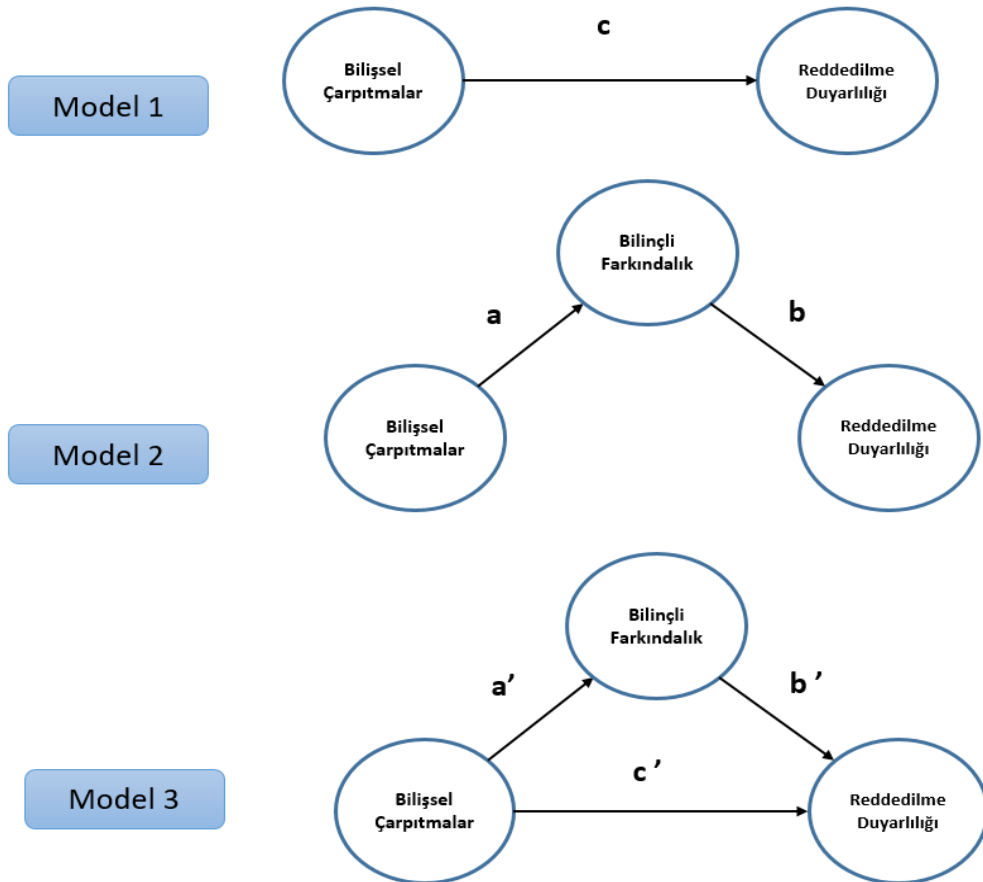 c
Bilişsel
Çarpıtmalar
Reddedilme
Duyarlılığı
Model 1
Bilinçli
Farkındalık
a
b
Bilişsel
Çarpıtmalar
Reddedilme
Duyarlılığı
Model 2
Bilinçli
Farkındalık
a’
b ’
c ’
Model 3
Bilişsel
Çarpıtmalar
Reddedilme
Duyarlılığı